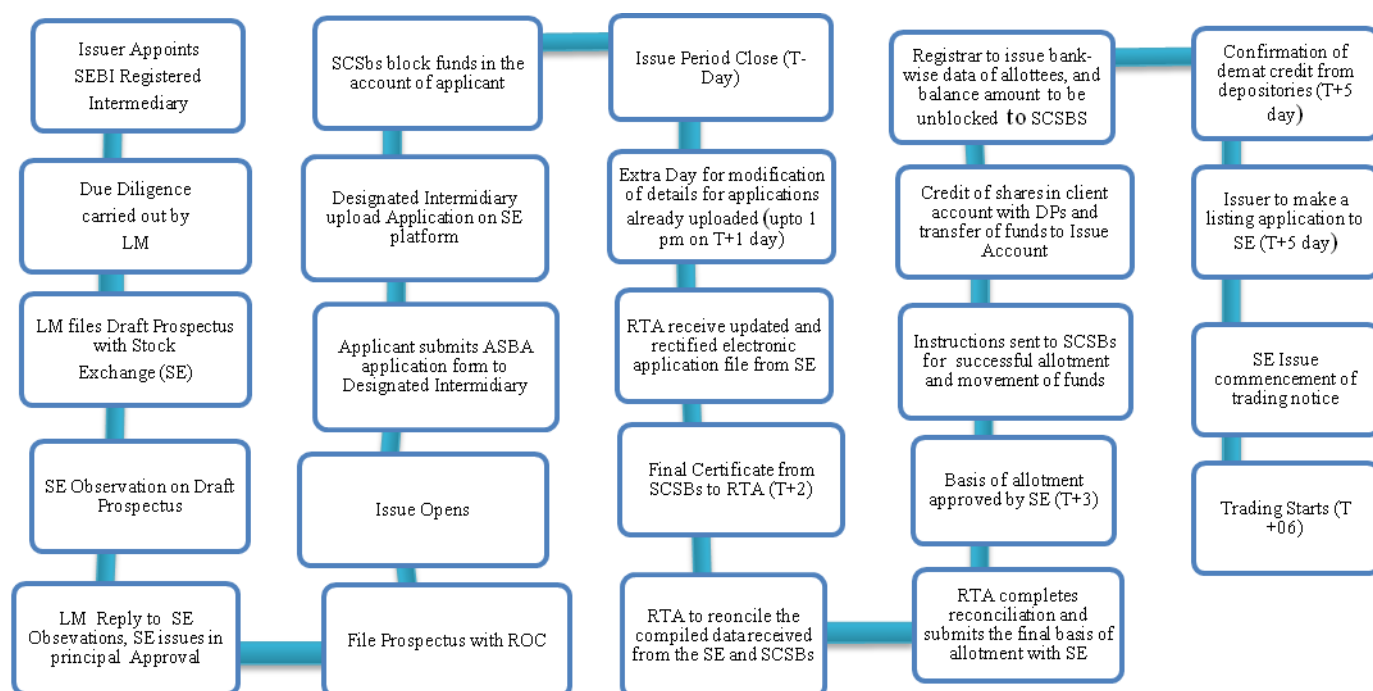 Issuer Appoints
SEBI Registered
Intermediary
Due Diligence
carried out by
LM
LM files Draft Prospectus
with Stock
Exchange (SE)
SE Observation on Draft
Prospectus
LM Reply to SE
Obsevations, SE issues in
principal Approval
File Prospectus with ROC
Issue Opens
Applicant submits ASBA
application form to
Designated Intermidiary
Designated Intermidiary
upload Application on SE
platform
SCSbs block funds in the
account of applicant
Issue Period Close (T-
Day)
Extra Day for modification
of details for applications
already uploaded (upto 1
pm on T+1 day)
RTA receive updated and
rectified electronic
application file from SE
Final Certificate from
SCSBs to RTA (T+2)
RTA to reconcile the
compiled data received
from the SE and SCSBs
RTA completes
reconciliation and
submits the final basis of
allotment with SE
Basis of allotment
approved by SE (T+3)
Instructions sent to SCSBs
for successful allotment
and movement of funds
Credit of shares in client
account with DPs and
transfer of funds to Issue
Account
Registrar to issue bank-
wise data of allottees, and
balance amount to be
unblocked to SCSBS
Confirmation of
demat credit from
depositories (T+5
day)
Issuer to make a
listing application to
SE (T+5 day)
SE Issue
commencement of
trading notice
Trading Starts (T
+06)